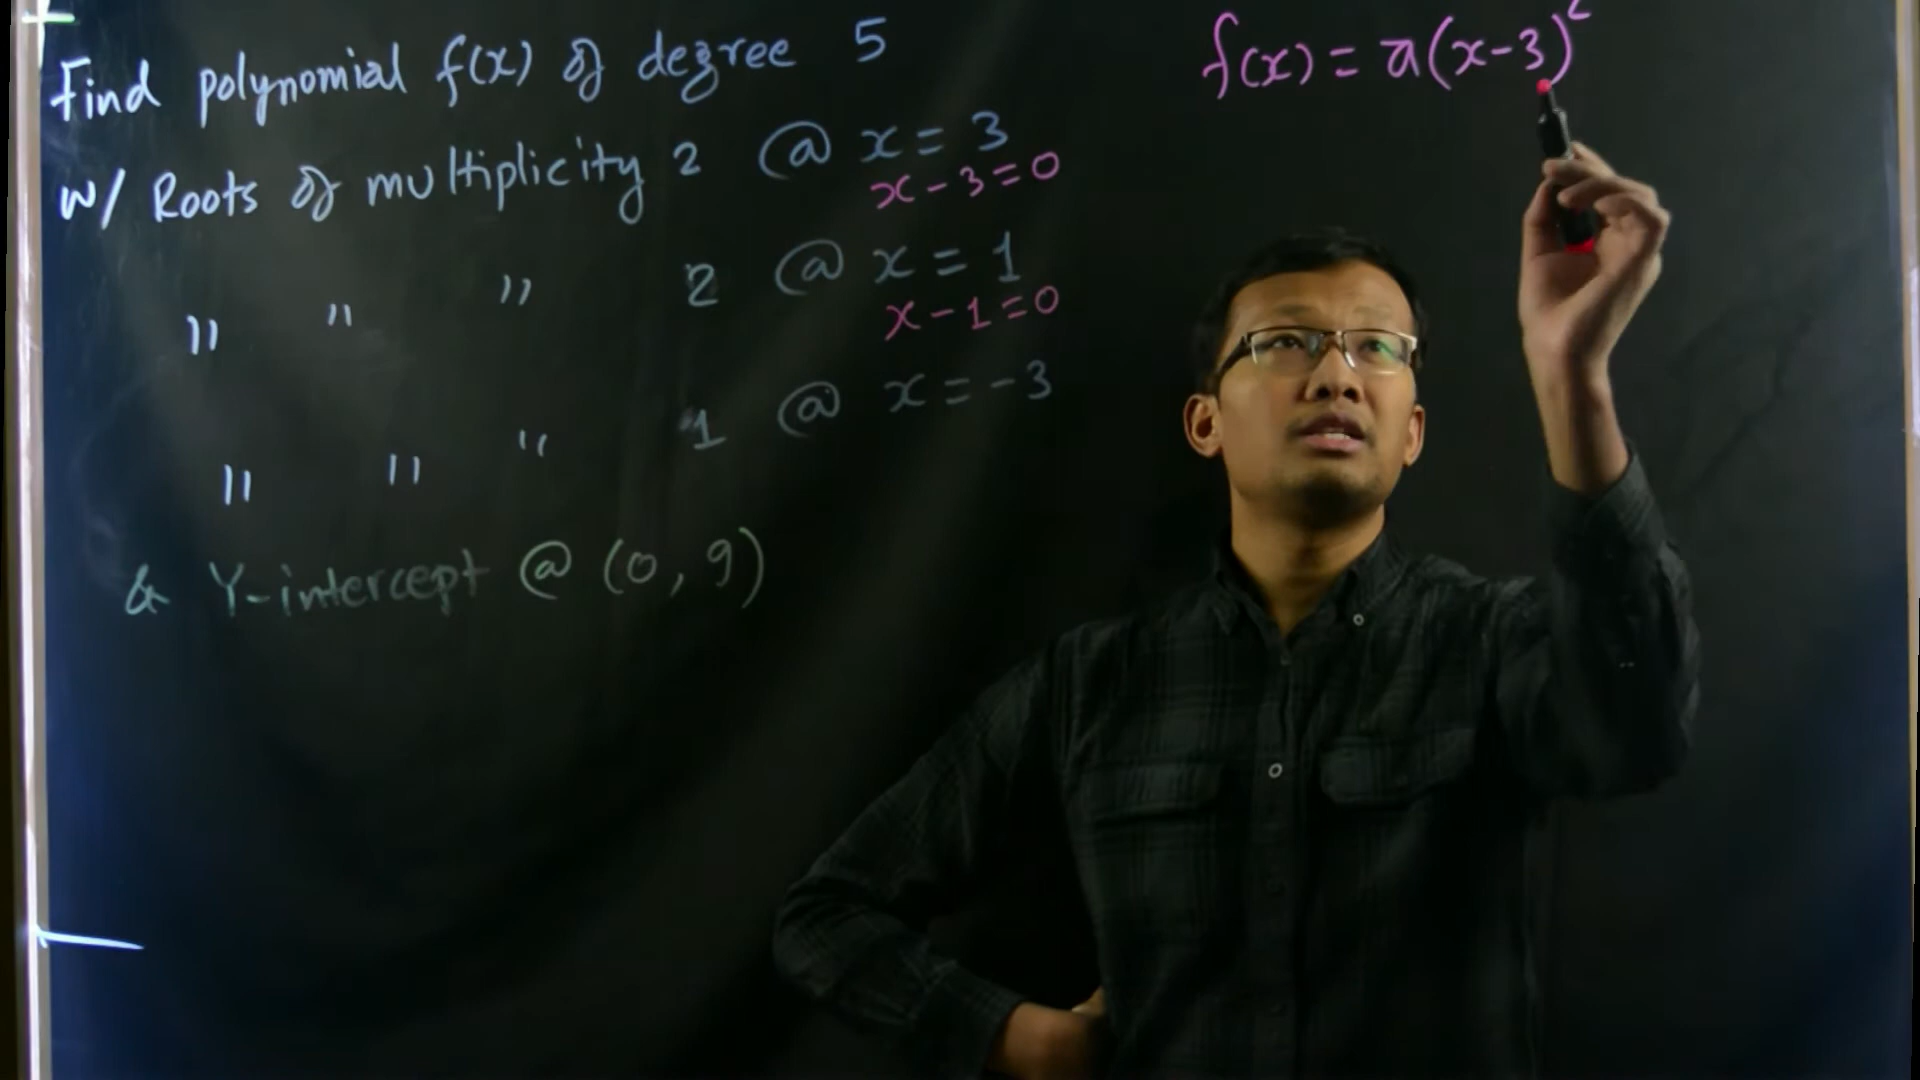 Find polynomial f(x) of degree 5
w/ Roots of multiplicity 2 @ x = 3
x - 3 = 0
" " " 2 @ x = 1
x - 1 = 0
" " " 1 @ x = -3
& Y-intercept @ (0, 9)
f(x) = a(x-3)²